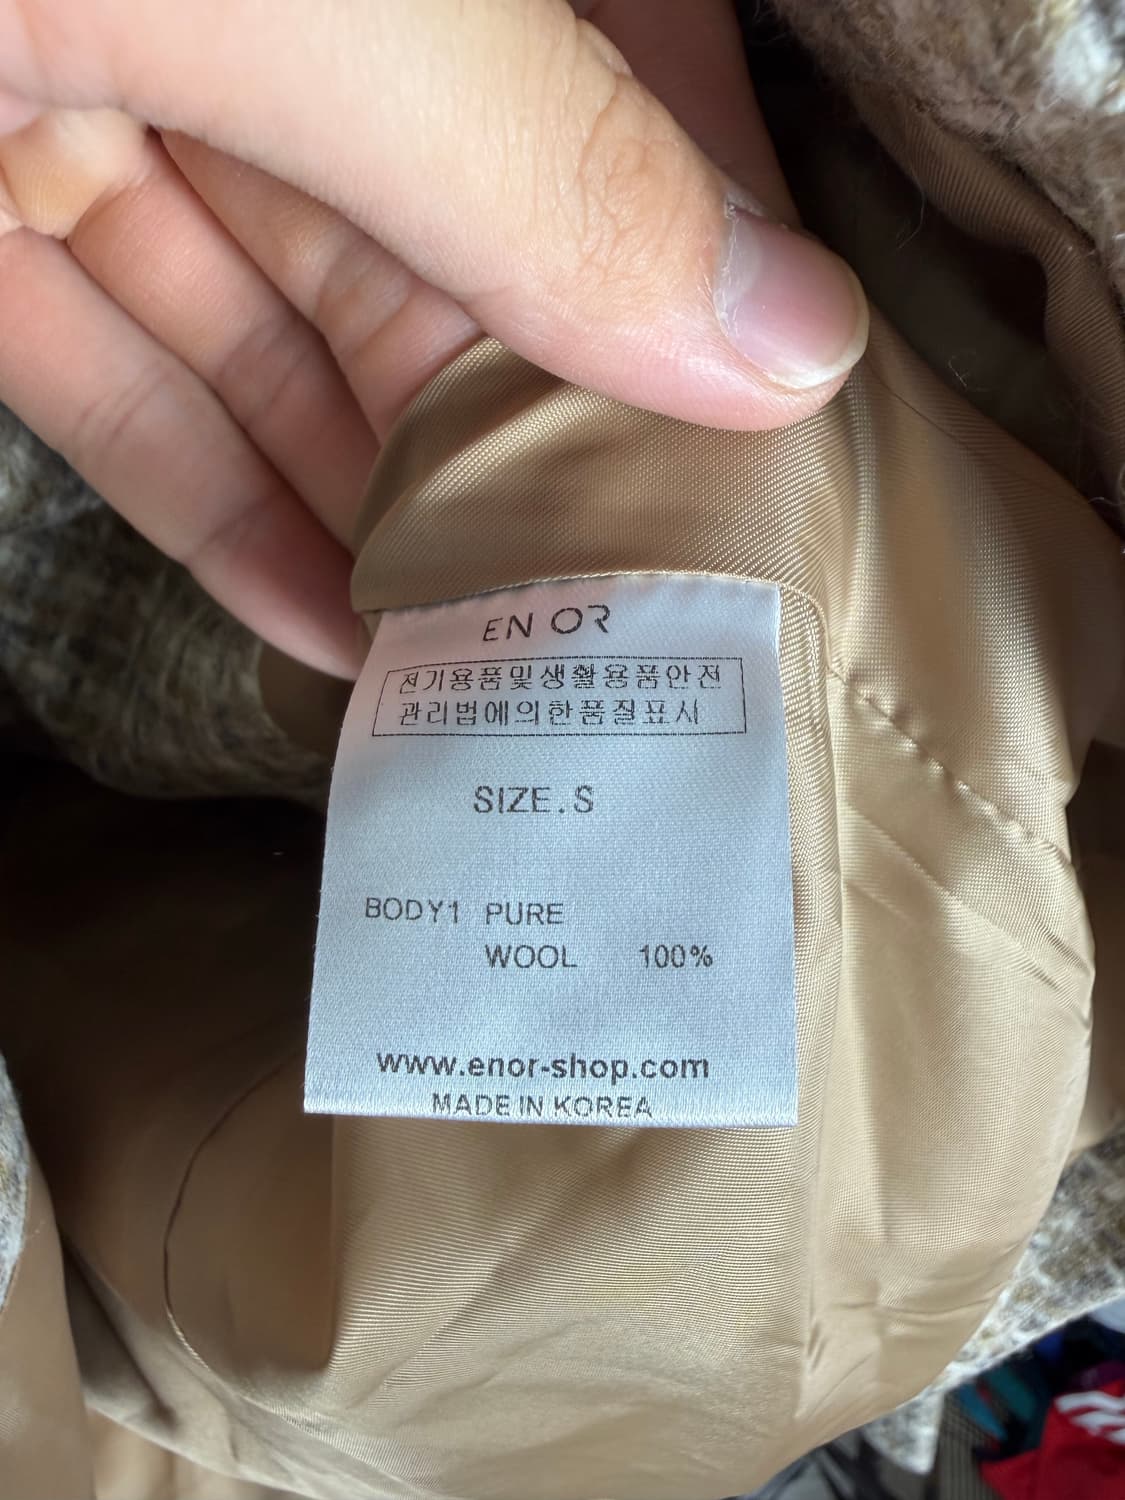 EN OR
전기용품및생활용품안전
관리법에의한품질표시
SIZE.S
BODY1 PURE
WOOL 100%
www.enor-shop.com
MADE IN KOREA